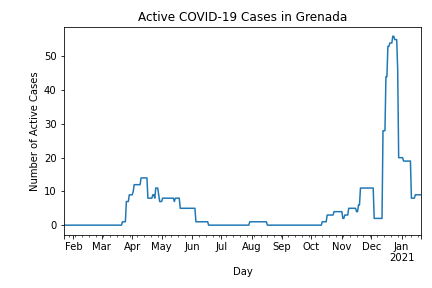 Active COVID-19 Cases in Grenada
Number of Active Cases
50
40
30
20
10
0
Feb Mar Apr May Jun Jul Aug Sep Oct Nov Dec Jan
2021
Day